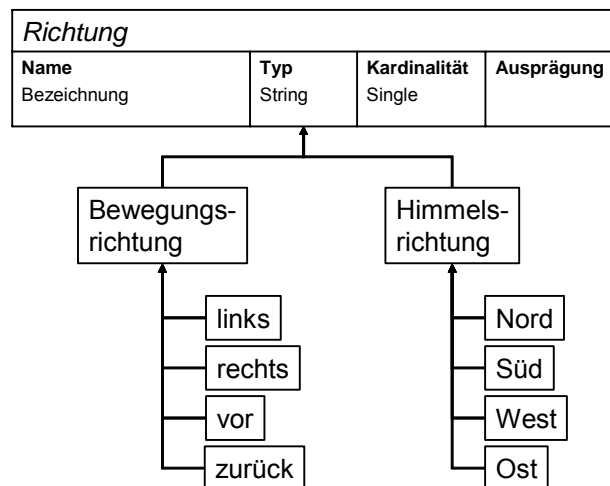 Richtung
Name Typ Kardinalität Ausprägung
Bezeichnung String Single
Bewegungs-
richtung
Himmels-
richtung
links
rechts
vor
zurück
Nord
Süd
West
Ost